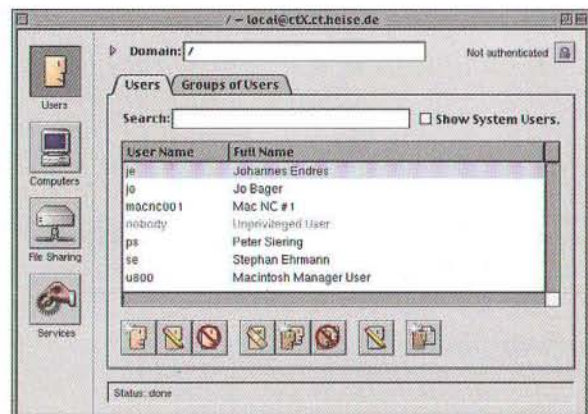 / – local@ctX.ct.heise.de
Users
Computers
File Sharing
Services
Domain: /
Not authenticated
Users
Groups of Users
Search:
Show System Users.
User Name Full Name
je Johannes Endres
jo Jo Bager
macnc001 Mac NC #1
nobody Unprivileged User
ps Peter Siering
se Stephan Ehrmann
u800 Macintosh Manager User
Status: done